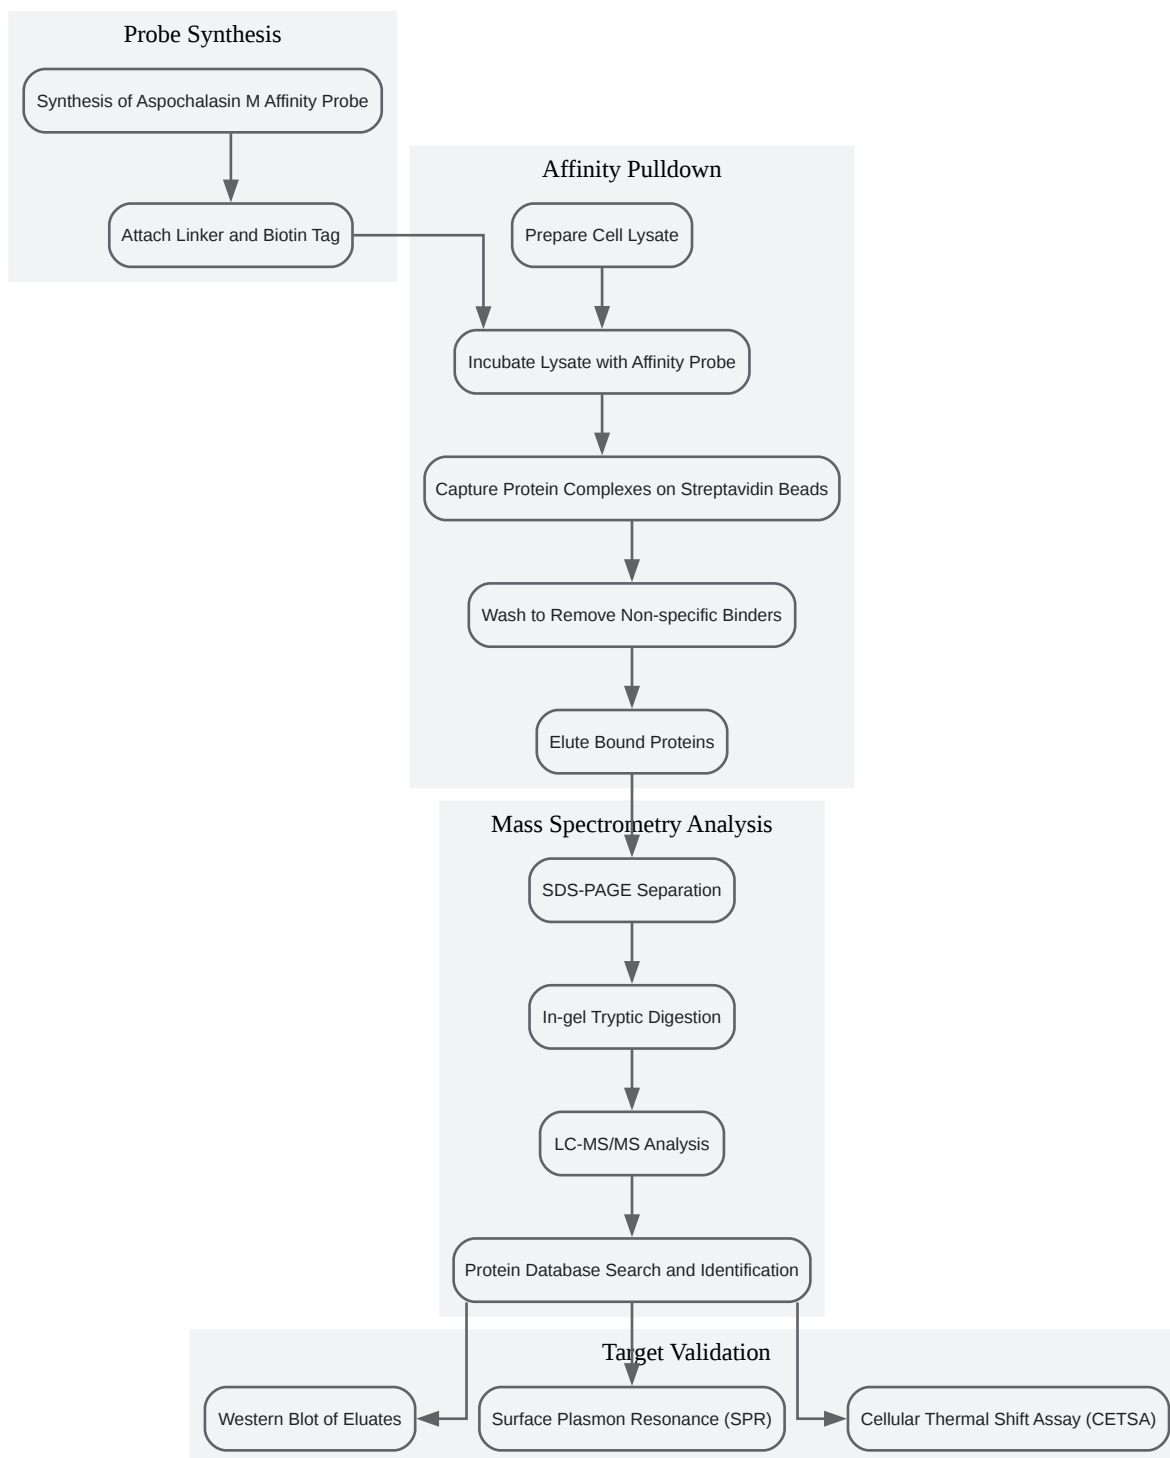 Probe Synthesis
Synthesis of Aspochalasin M Affinity Probe
Attach Linker and Biotin Tag
Affinity Pulldown
Prepare Cell Lysate
Incubate Lysate with Affinity Probe
Capture Protein Complexes on Streptavidin Beads
Wash to Remove Non-specific Binders
Elute Bound Proteins
Mass Spectrometry Analysis
SDS-PAGE Separation
In-gel Tryptic Digestion
LC-MS/MS Analysis
Protein Database Search and Identification
Target Validation
Western Blot of Eluates
Surface Plasmon Resonance (SPR)
Cellular Thermal Shift Assay (CETSA)